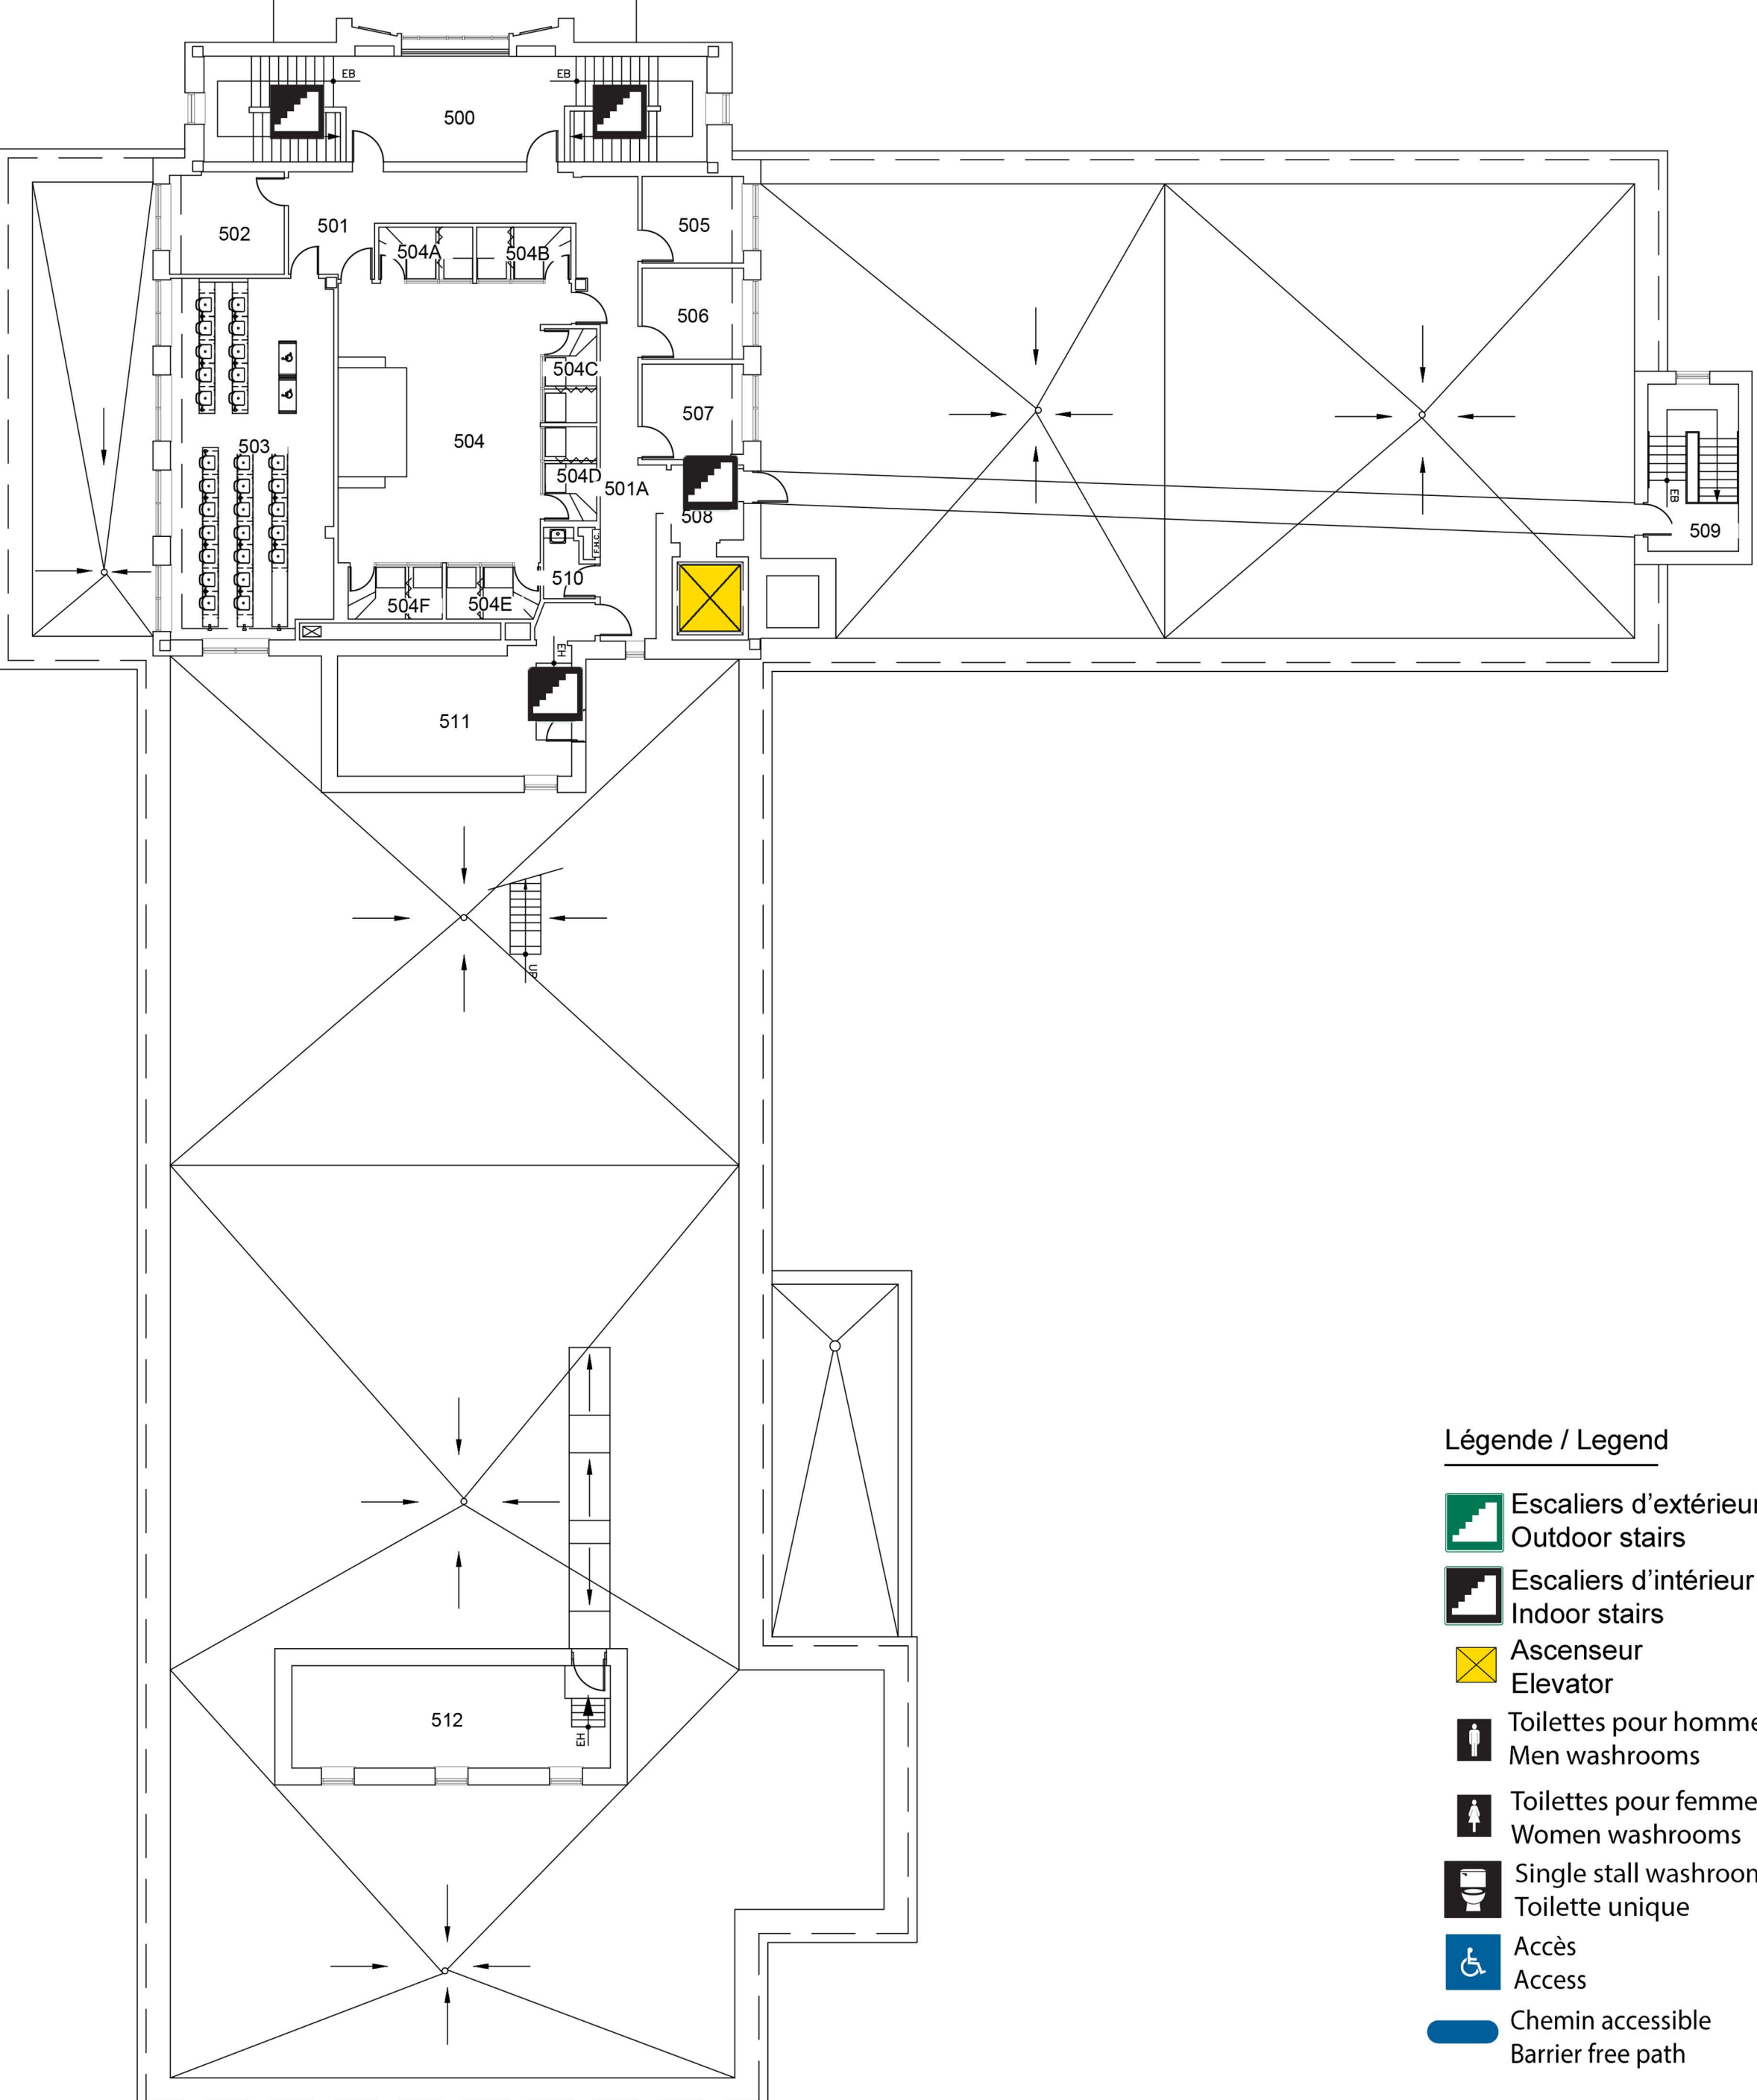 EB
EB
500
502
501
504A
504B
505
506
504C
507
504
503
504D
501A
508
EB
509
F.H.C.
510
504F
504E
EH
511
UP
512
EH
Légende / Legend
Escaliers d’extérieur
Outdoor stairs
Escaliers d’intérieur
Indoor stairs
Ascenseur
Elevator
Toilettes pour homme
Men washrooms
Toilettes pour femme
Women washrooms
Single stall washroom
Toilette unique
Accès
Access
Chemin accessible
Barrier free path